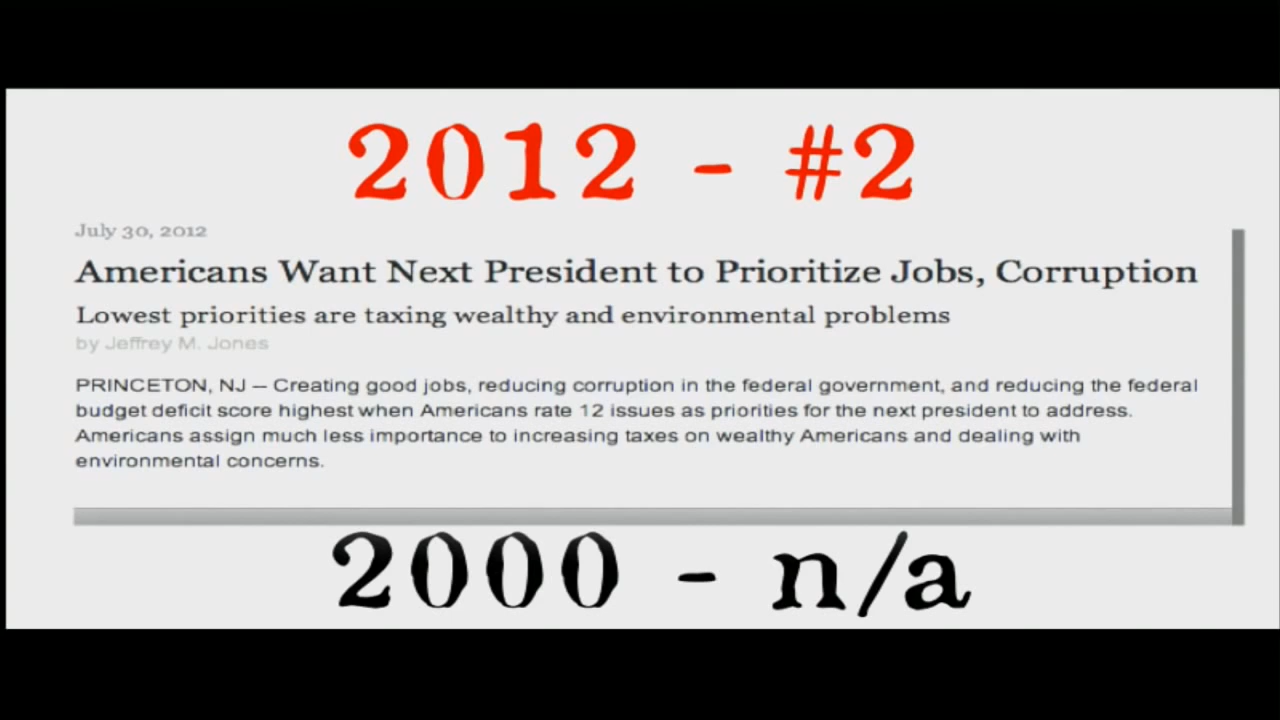 2012 - #2
July 30, 2012
Americans Want Next President to Prioritize Jobs, Corruption
Lowest priorities are taxing wealthy and environmental problems
by Jeffrey M. Jones
PRINCETON, NJ -- Creating good jobs, reducing corruption in the federal government, and reducing the federal
budget deficit score highest when Americans rate 12 issues as priorities for the next president to address.
Americans assign much less importance to increasing taxes on wealthy Americans and dealing with
environmental concerns.
2000 - n/a